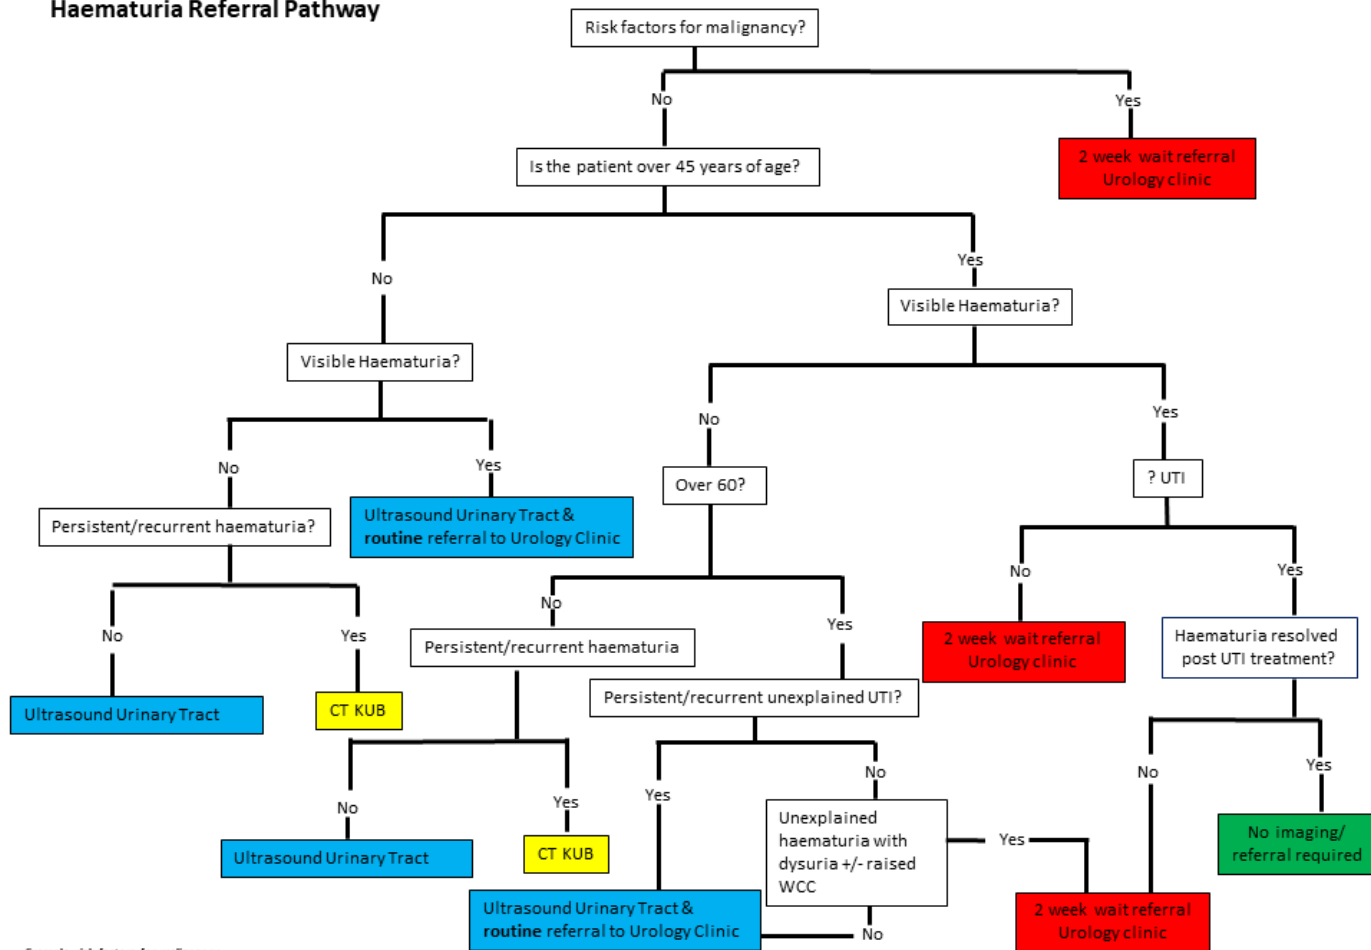 Haematuria Referral Pathway
Risk factors for malignancy?
No
Yes
Is the patient over 45 years of age?
2 week wait referral
Urology clinic
No
Yes
Visible Haematuria?
Visible Haematuria?
No
Yes
No
Yes
Over 60?
? UTI
Persistent/recurrent haematuria?
Ultrasound Urinary Tract &
routine referral to Urology Clinic
No
Yes
No
Yes
No
Yes
Persistent/recurrent haematuria
2 week wait referral
Urology clinic
Haematuria resolved
post UTI treatment?
Ultrasound Urinary Tract
CT KUB
Persistent/recurrent unexplained UTI?
No
Yes
Yes
No
No
Yes
Unexplained
haematuria with
dysuria +/- raised
WCC
Yes
No imaging/
referral required
Ultrasound Urinary Tract
CT KUB
Ultrasound Urinary Tract &
routine referral to Urology Clinic
No
2 week wait referral
Urology clinic